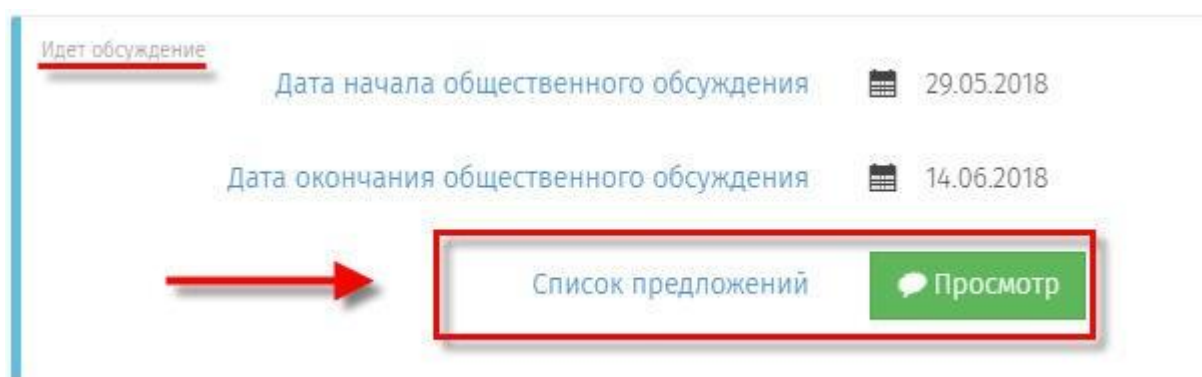 Идет обсуждение
Дата начала общественного обсуждения 29.05.2018
Дата окончания общественного обсуждения 14.06.2018
Список предложений Просмотр